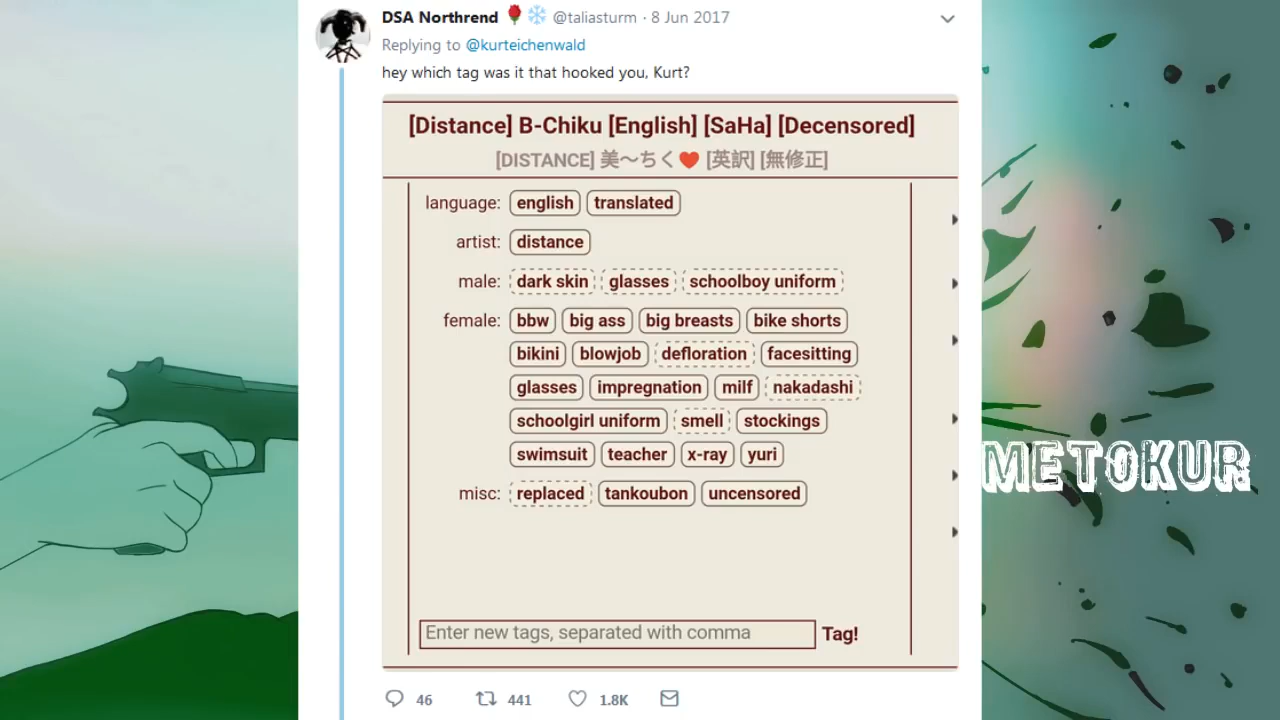 DSA Northrend 🌹❄️ @taliasturm · 8 Jun 2017
Replying to @kurteichenwald
hey which tag was it that hooked you, Kurt?
[Distance] B-Chiku [English] [SaHa] [Decensored]
[DISTANCE] 美〜ちく❤ [英訳] [無修正]
language: english translated
artist: distance
male: dark skin glasses schoolboy uniform
female: bbw big ass big breasts bike shorts
bikini blowjob defloration facesitting
glasses impregnation milf nakadashi
schoolgirl uniform smell stockings
swimsuit teacher x-ray yuri
misc: replaced tankoubon uncensored
Enter new tags, separated with comma Tag!
46 441 1.8K
METOKUR